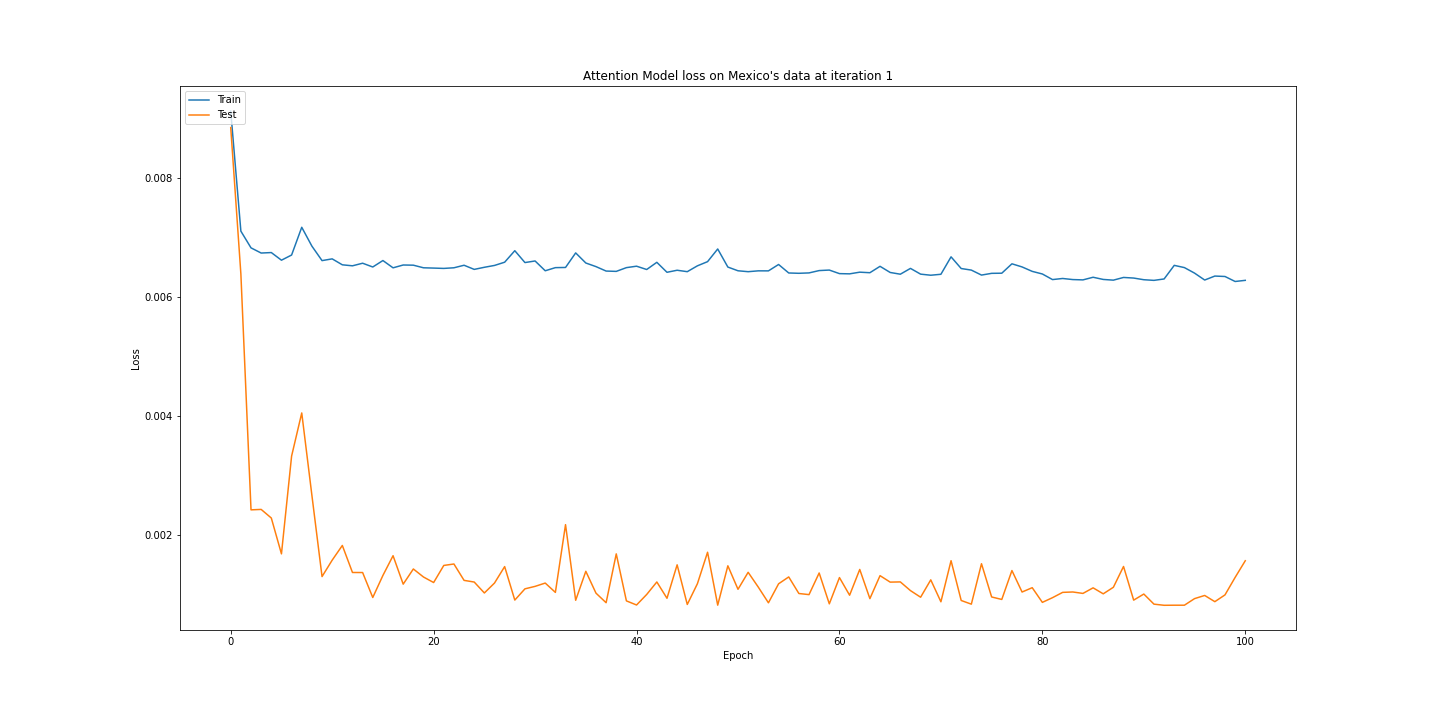 Attention Model loss on Mexico's data at iteration 1
Train
Test
0.008
0.006
0.004
0.002
Loss
0 20 40 60 80 100
Epoch